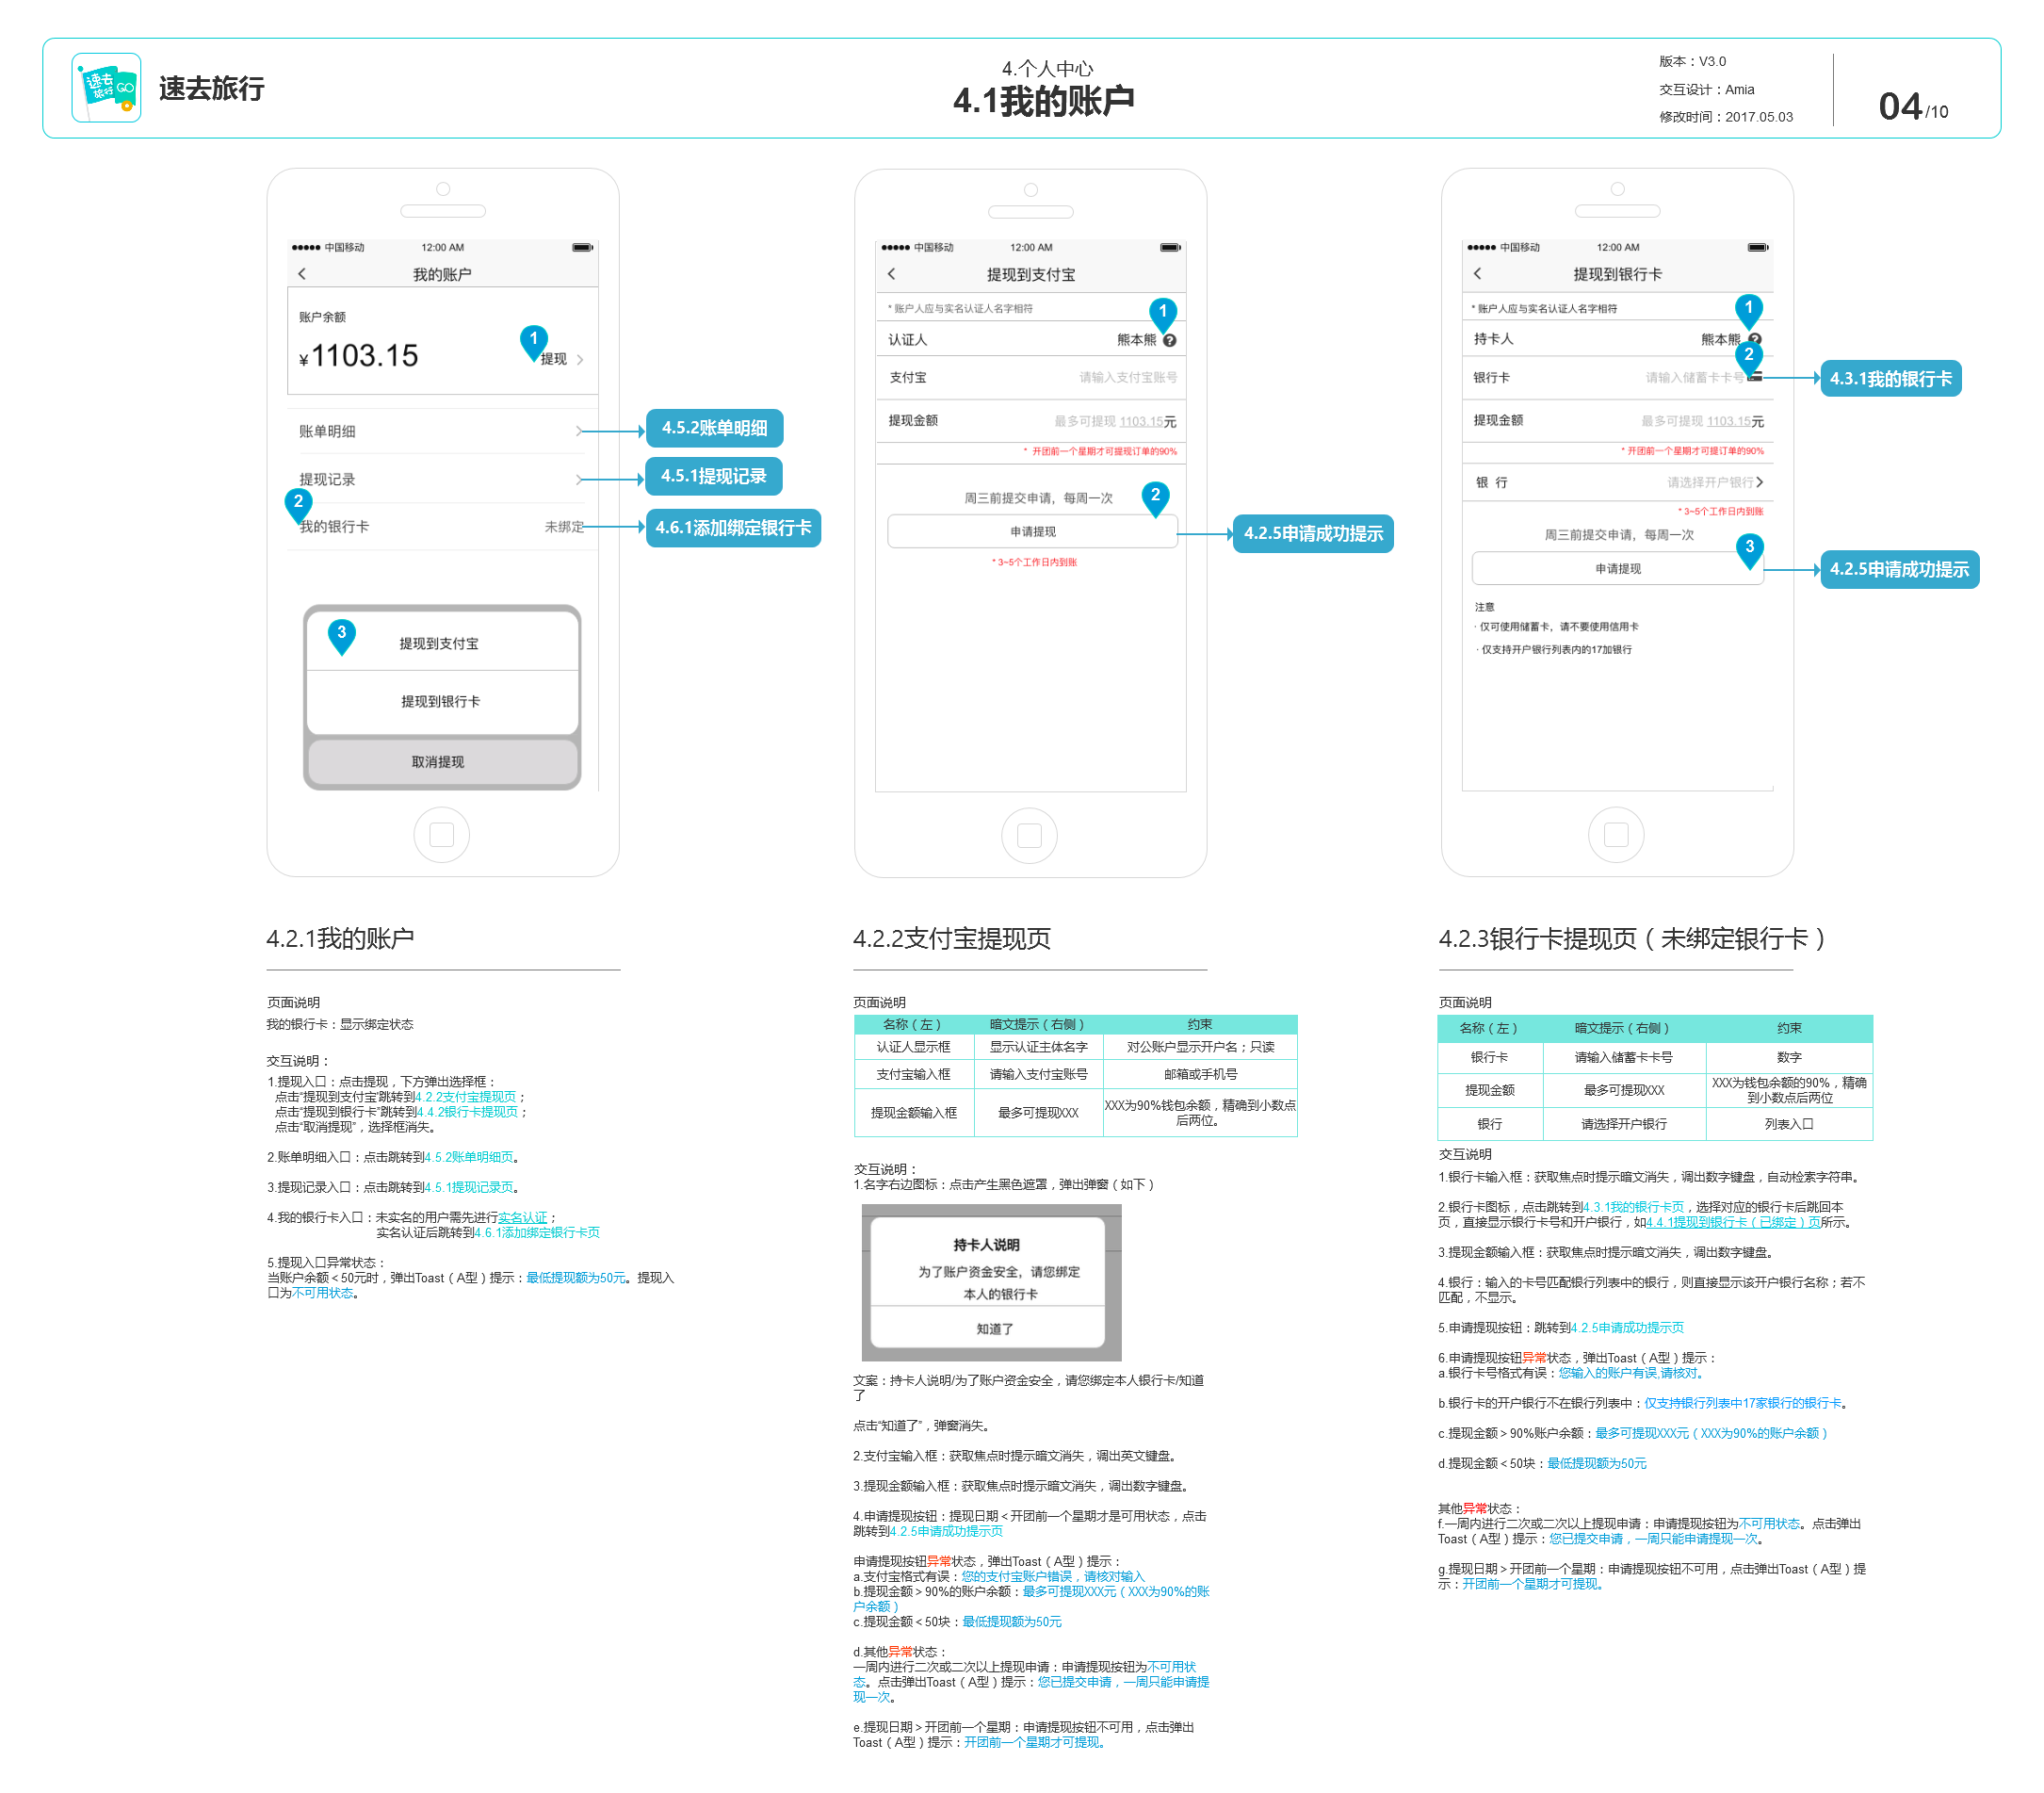 速去
旅行 GO
速去旅行
4.个人中心
4.1我的账户
版本：V3.0
交互设计：Amia
修改时间：2017.05.03
04/10
中国移动 12:00 AM
我的账户
账户余额
¥1103.15
1
提现
账单明细
4.5.2账单明细
提现记录
4.5.1提现记录
2
我的银行卡 未绑定
4.6.1添加绑定银行卡
3
提现到支付宝
提现到银行卡
取消提现
中国移动 12:00 AM
提现到支付宝
* 账户人应与实名认证人名字相符
1
认证人 熊本熊 ?
支付宝 请输入支付宝账号
提现金额 最多可提现 1103.15元
* 开团前一个星期才可提现订单的90%
周三前提交申请，每周一次
2
申请提现
4.2.5申请成功提示
* 3~5个工作日内到账
中国移动 12:00 AM
提现到银行卡
* 账户人应与实名认证人名字相符
1
持卡人 熊本熊 ?
2
银行卡 请输入储蓄卡卡号
4.3.1我的银行卡
提现金额 最多可提现 1103.15元
* 开团前一个星期才可提订单的90%
银 行 请选择开户银行
* 3~5个工作日内到账
周三前提交申请，每周一次
3
申请提现
4.2.5申请成功提示
注意
· 仅可使用储蓄卡，请不要使用信用卡
· 仅支持开户银行列表内的17加银行
4.2.1我的账户
页面说明
我的银行卡：显示绑定状态
交互说明：
1.提现入口：点击提现，下方弹出选择框：
点击“提现到支付宝’跳转到4.2.2支付宝提现页；
点击“提现到银行卡”跳转到4.4.2银行卡提现页；
点击“取消提现”，选择框消失。
2.账单明细入口：点击跳转到4.5.2账单明细页。
3.提现记录入口：点击跳转到4.5.1提现记录页。
4.我的银行卡入口：未实名的用户需先进行实名认证；
实名认证后跳转到4.6.1添加绑定银行卡页
5.提现入口异常状态：
当账户余额＜50元时，弹出Toast（A型）提示：最低提现额为50元。提现入
口为不可用状态。
4.2.2支付宝提现页
页面说明
名称（左） 暗文提示（右侧） 约束
认证人显示框 显示认证主体名字 对公账户显示开户名；只读
支付宝输入框 请输入支付宝账号 邮箱或手机号
提现金额输入框 最多可提现XXX XXX为90%钱包余额，精确到小数点
后两位。
交互说明：
1.名字右边图标：点击产生黑色遮罩，弹出弹窗（如下）
持卡人说明
为了账户资金安全，请您绑定
本人的银行卡
知道了
文案：持卡人说明/为了账户资金安全，请您绑定本人银行卡/知道
了
点击“知道了”，弹窗消失。
2.支付宝输入框：获取焦点时提示暗文消失，调出英文键盘。
3.提现金额输入框：获取焦点时提示暗文消失，调出数字键盘。
4.申请提现按钮：提现日期＜开团前一个星期才是可用状态，点击
跳转到4.2.5申请成功提示页
申请提现按钮异常状态，弹出Toast（A型）提示：
a.支付宝格式有误：您的支付宝账户错误，请核对输入
b.提现金额＞90%的账户余额：最多可提现XXX元（XXX为90%的账
户余额）
c.提现金额＜50块：最低提现额为50元
d.其他异常状态：
一周内进行二次或二次以上提现申请：申请提现按钮为不可用状
态。点击弹出Toast（A型）提示：您已提交申请，一周只能申请提
现一次。
e.提现日期＞开团前一个星期：申请提现按钮不可用，点击弹出
Toast（A型）提示：开团前一个星期才可提现。
4.2.3银行卡提现页（未绑定银行卡）
页面说明
名称（左） 暗文提示（右侧） 约束
银行卡 请输入储蓄卡卡号 数字
提现金额 最多可提现XXX XXX为钱包余额的90%，精确
到小数点后两位
银行 请选择开户银行 列表入口
交互说明
1.银行卡输入框：获取焦点时提示暗文消失，调出数字键盘，自动检索字符串。
2.银行卡图标，点击跳转到4.3.1我的银行卡页，选择对应的银行卡后跳回本
页，直接显示银行卡号和开户银行，如4.4.1提现到银行卡（已绑定）页所示。
3.提现金额输入框：获取焦点时提示暗文消失，调出数字键盘。
4.银行：输入的卡号匹配银行列表中的银行，则直接显示该开户银行名称；若不
匹配，不显示。
5.申请提现按钮：跳转到4.2.5申请成功提示页
6.申请提现按钮异常状态，弹出Toast（A型）提示：
a.银行卡号格式有误：您输入的账户有误,请核对。
b.银行卡的开户银行不在银行列表中：仅支持银行列表中17家银行的银行卡。
c.提现金额＞90%账户余额：最多可提现XXX元（XXX为90%的账户余额）
d.提现金额＜50块：最低提现额为50元
其他异常状态：
f.一周内进行二次或二次以上提现申请：申请提现按钮为不可用状态。点击弹出
Toast（A型）提示：您已提交申请，一周只能申请提现一次。
g.提现日期＞开团前一个星期：申请提现按钮不可用，点击弹出Toast（A型）提
示：开团前一个星期才可提现。